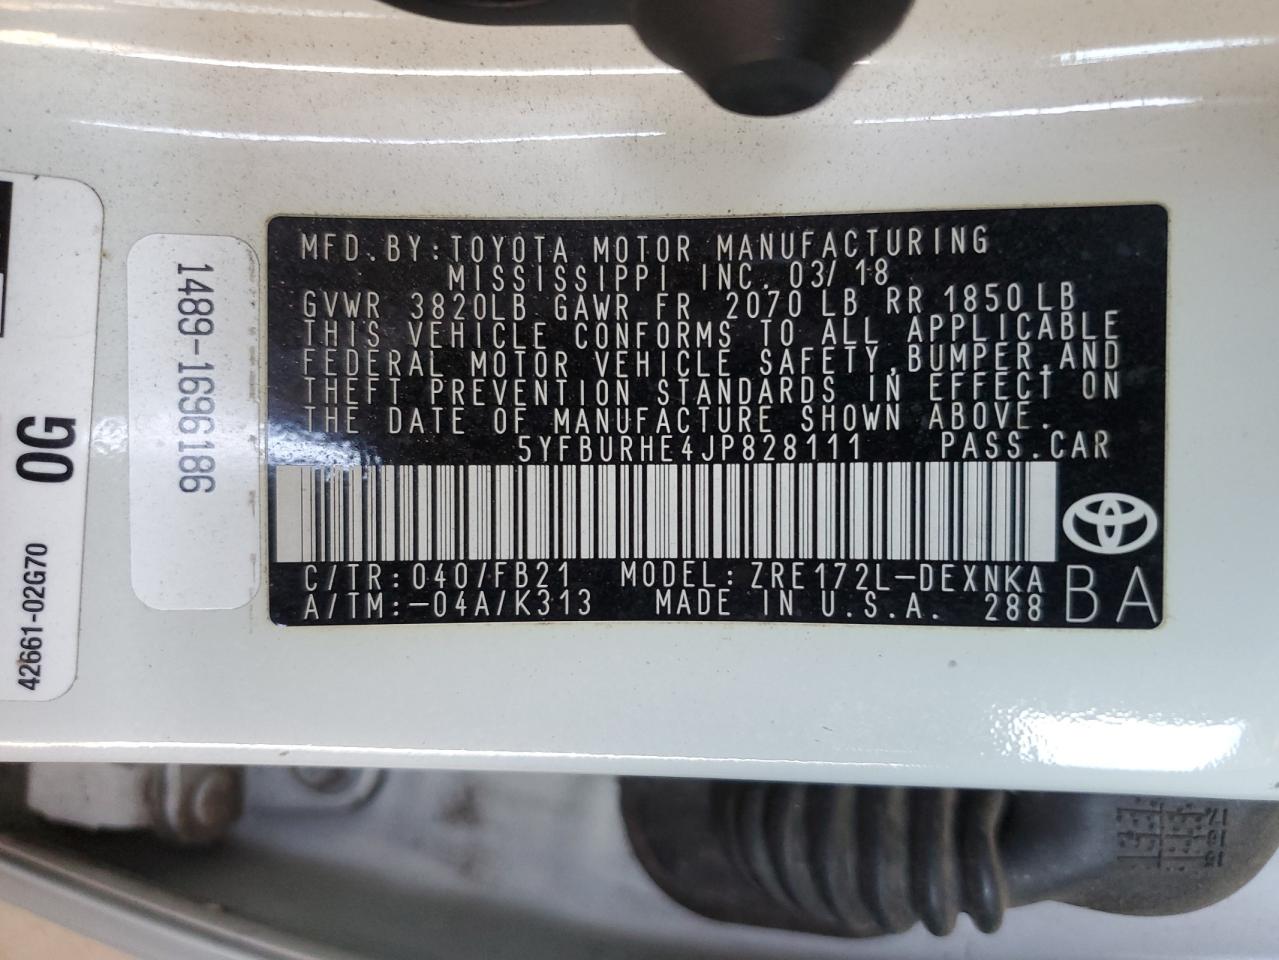 MFD.BY:TOYOTA MOTOR MANUFACTURING
MISSISSIPPI INC. 03/18
GVWR 3820LB GAWR FR 2070 LB RR 1850 LB
THIS VEHICLE CONFORMS TO ALL APPLICABLE
FEDERAL MOTOR VEHICLE SAFETY,BUMPER,AND
THEFT PREVENTION STANDARDS IN EFFECT ON
THE DATE OF MANUFACTURE SHOWN ABOVE.
5YFBURHE4JP828111 PASS.CAR
C/TR:040/FB21 MODEL:ZRE172L-DEXNKA
A/TM:-04A/K313 MADE IN U.S.A. 288
BA
1489-1696186
0G
42661-02G70